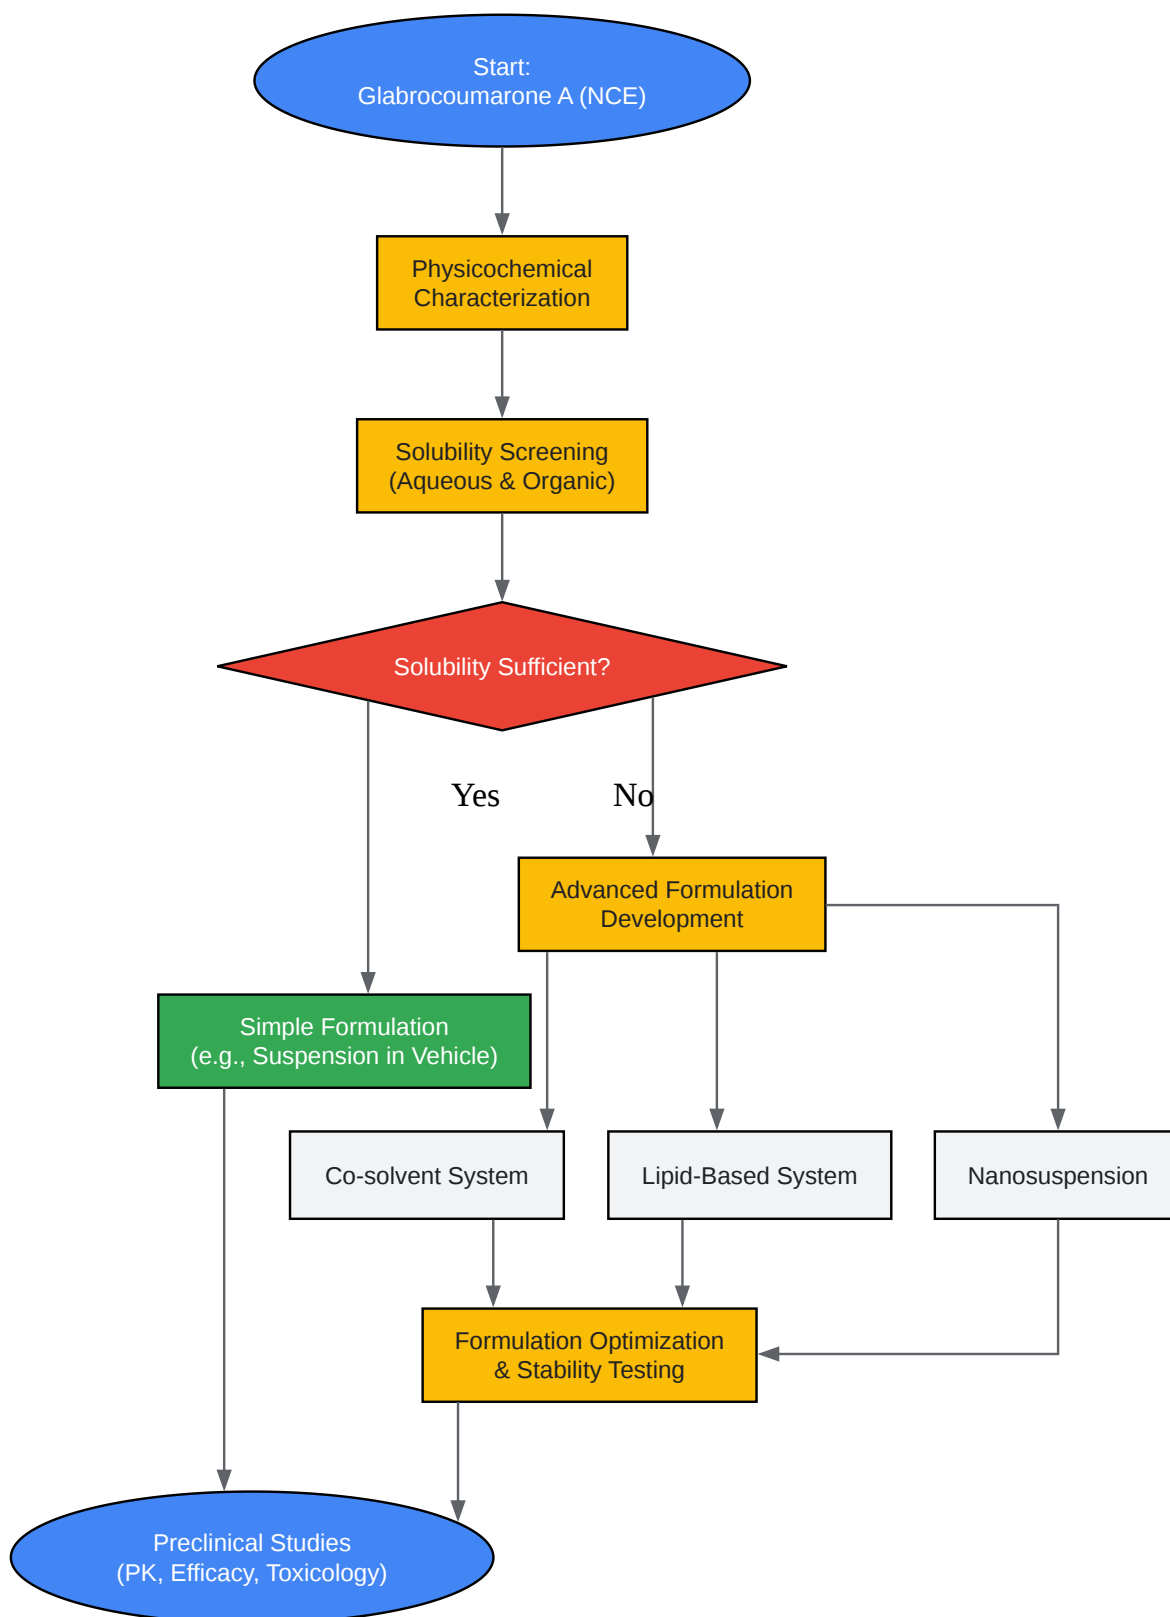 Start:
Glabrocoumarone A (NCE)
Physicochemical
Characterization
Solubility Screening
(Aqueous & Organic)
Solubility Sufficient?
Yes
No
Advanced Formulation
Development
Simple Formulation
(e.g., Suspension in Vehicle)
Co-solvent System
Lipid-Based System
Nanosuspension
Formulation Optimization
& Stability Testing
Preclinical Studies
(PK, Efficacy, Toxicology)